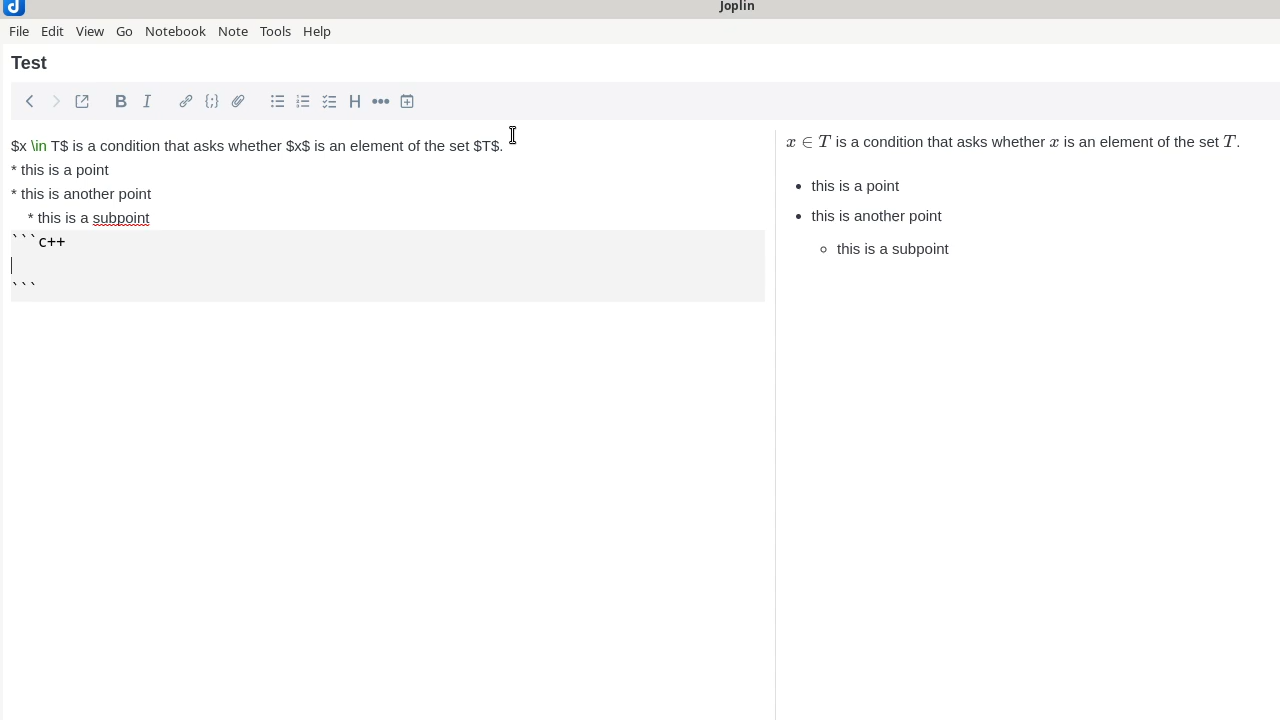 Joplin
File Edit View Go Notebook Note Tools Help
Test
B I H
$x \in T$ is a condition that asks whether $x$ is an element of the set $T$.
* this is a point
* this is another point
* this is a subpoint
```c++
```
x ∈ T is a condition that asks whether x is an element of the set T.
• this is a point
• this is another point
◦ this is a subpoint